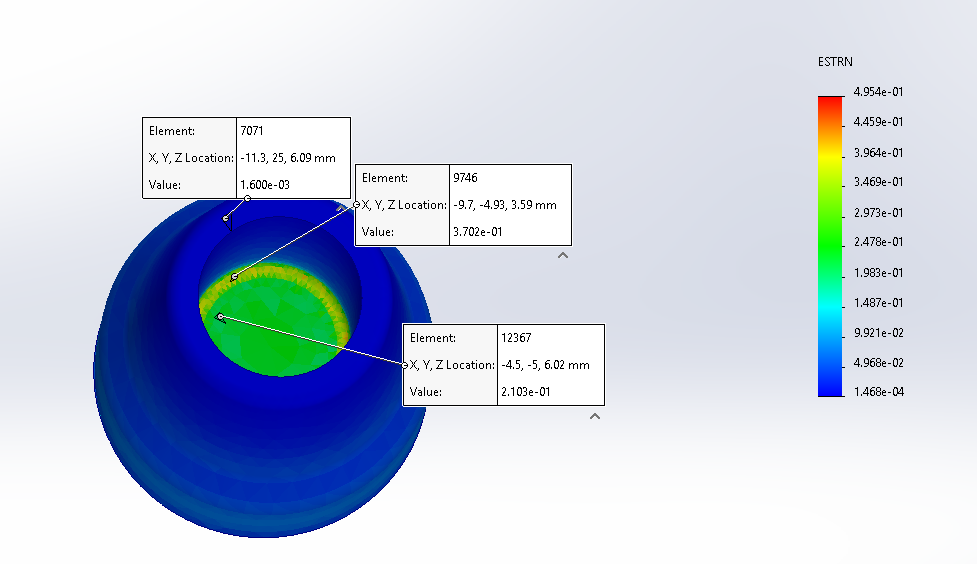 ESTRN
4.954e-01
4.459e-01
3.964e-01
3.469e-01
2.973e-01
2.478e-01
1.983e-01
1.487e-01
9.921e-02
4.968e-02
1.468e-04
Element: 7071
X, Y, Z Location: -11.3, 25, 6.09 mm
Value: 1.600e-03
Element: 9746
X, Y, Z Location: -9.7, -4.93, 3.59 mm
Value: 3.702e-01
Element: 12367
X, Y, Z Location: -4.5, -5, 6.02 mm
Value: 2.103e-01